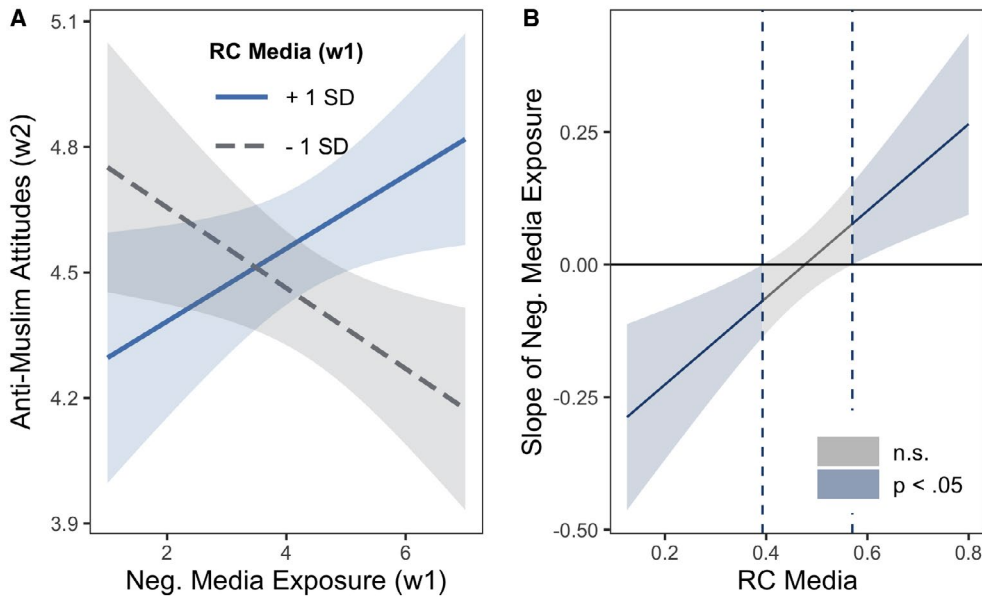 A
5.1
4.8
4.5
4.2
3.9
Anti-Muslim Attitudes (w2)
RC Media (w1)
+ 1 SD
- 1 SD
2
4
6
Neg. Media Exposure (w1)
B
0.25
0.00
-0.25
-0.50
Slope of Neg. Media Exposure
n.s.
p < .05
0.2
0.4
0.6
0.8
RC Media